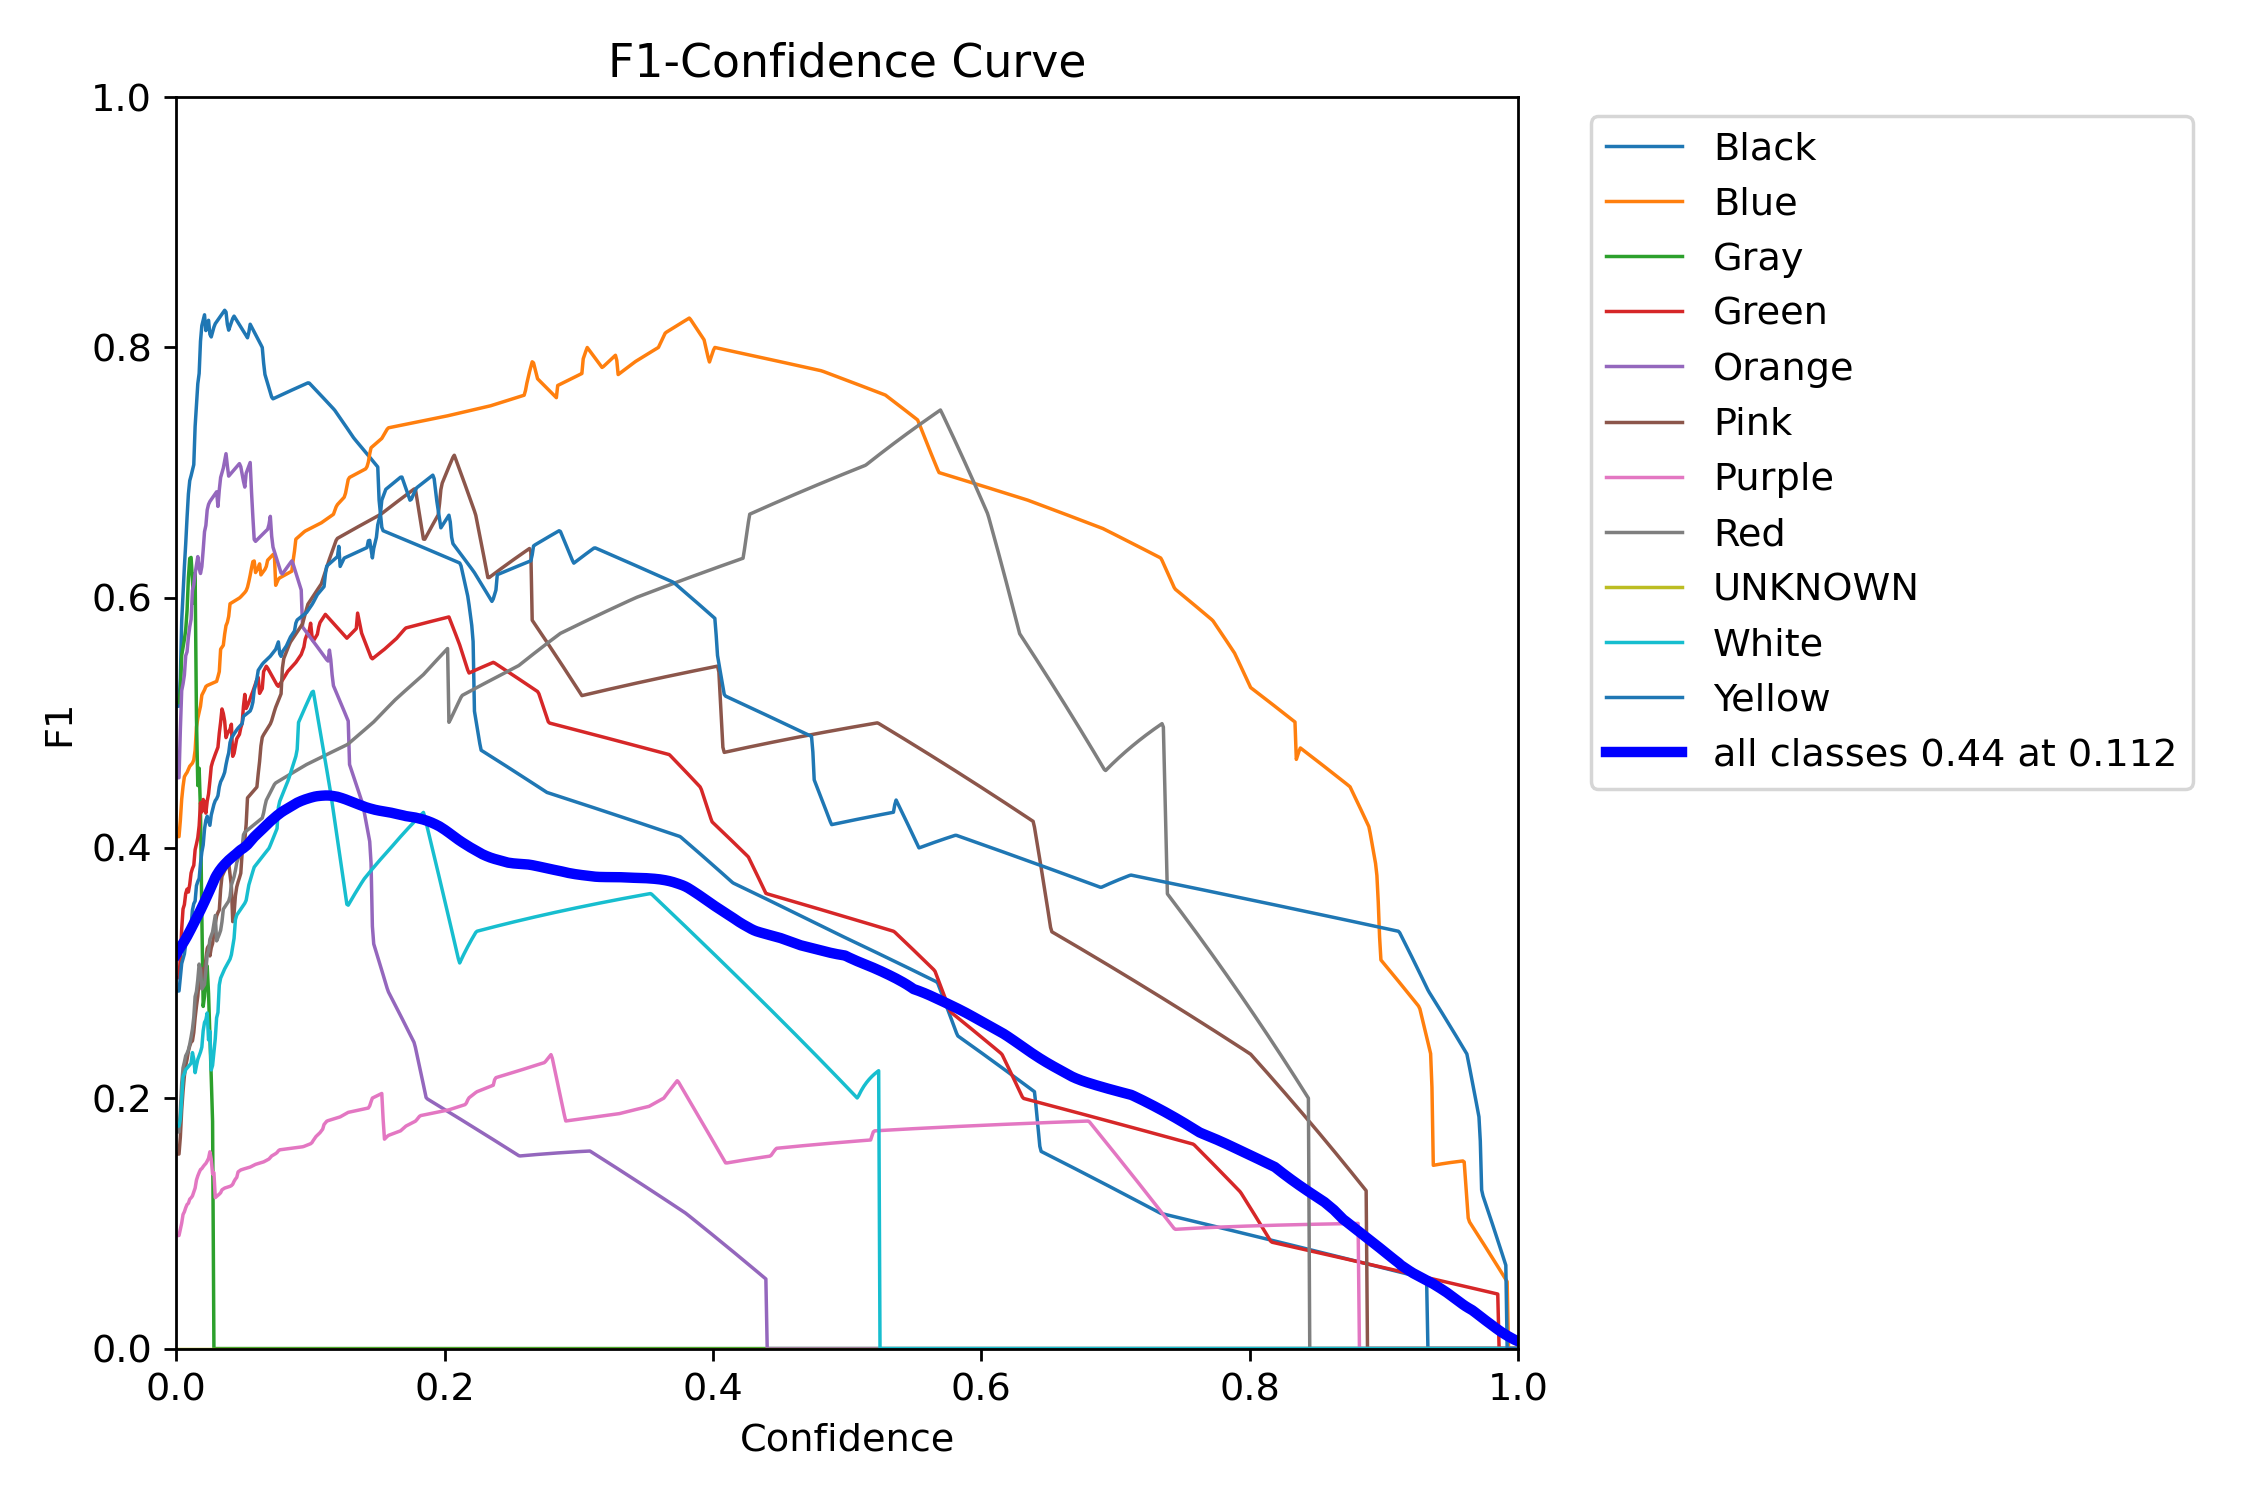 F1-Confidence Curve
1.0
0.8
0.6
0.4
0.2
0.0
F1
0.0 0.2 0.4 0.6 0.8 1.0
Confidence
Black
Blue
Gray
Green
Orange
Pink
Purple
Red
UNKNOWN
White
Yellow
all classes 0.44 at 0.112